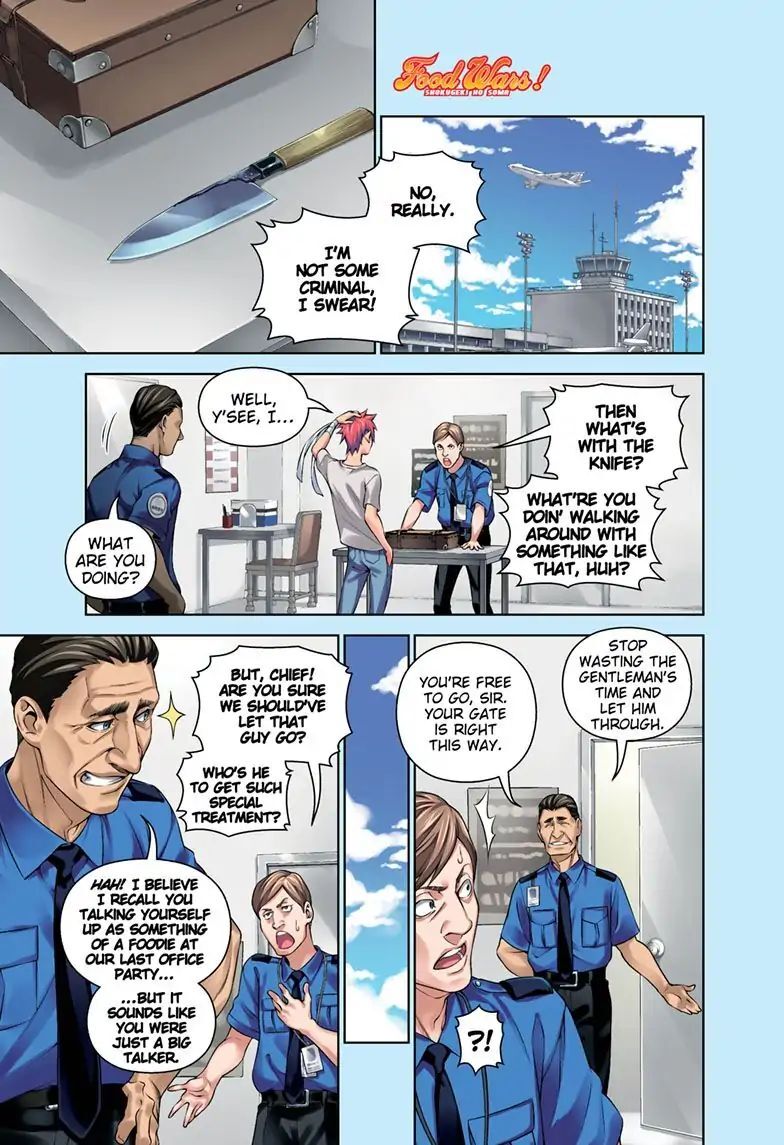 Food Wars!
SHOKUGEKI NO SOMA
NO,
REALLY.
I'M
NOT SOME
CRIMINAL,
I SWEAR!
THEN
WHAT'S
WITH THE
KNIFE?
WHAT'RE YOU
DOIN' WALKING
AROUND WITH
SOMETHING LIKE
THAT, HUH?
WELL,
Y'SEE, I...
WHAT
ARE YOU
DOING?
STOP
WASTING THE
GENTLEMAN'S
TIME AND
LET HIM
THROUGH.
YOU'RE FREE
TO GO, SIR.
YOUR GATE
IS RIGHT
THIS WAY.
?!
BUT, CHIEF!
ARE YOU SURE
WE SHOULD'VE
LET THAT
GUY GO?
WHO'S HE
TO GET SUCH
SPECIAL
TREATMENT?
HAH! I BELIEVE
I RECALL YOU
TALKING YOURSELF
UP AS SOMETHING
OF A FOODIE AT
OUR LAST OFFICE
PARTY...
...BUT IT
SOUNDS LIKE
YOU WERE
JUST A BIG
TALKER.